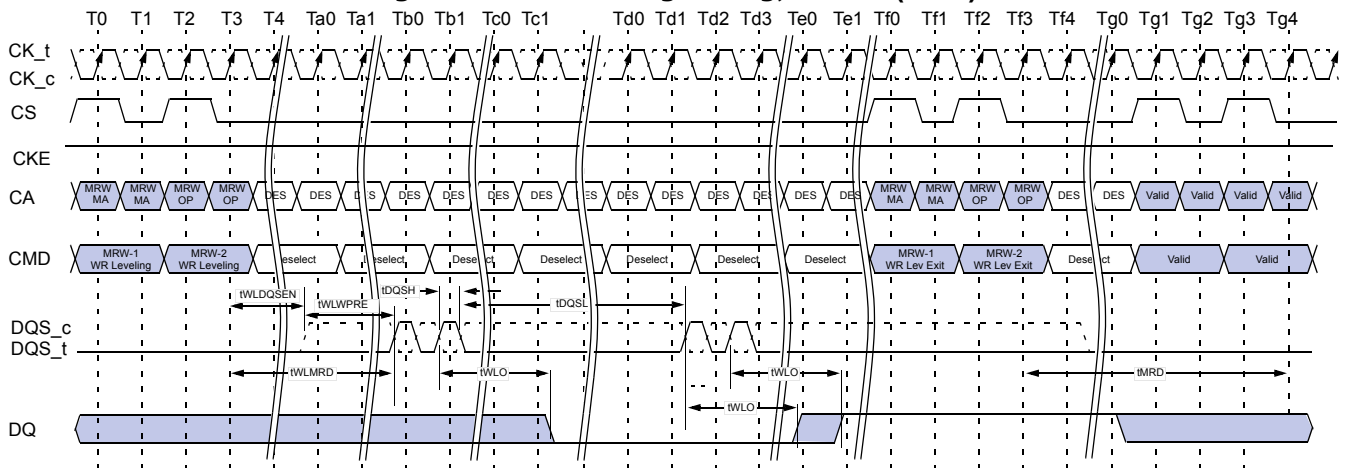 T0 T1 T2 T3 T4 Ta0 Ta1 Tb0 Tb1 Tc0 Tc1 Td0 Td1 Td2 Td3 Te0 Te1 Tf0 Tf1 Tf2 Tf3 Tf4 Tg0 Tg1 Tg2 Tg3 Tg4
CK_t
CK_c
CS
CKE
CA
MRW MRW MRW MRW DES DES DES DES DES DES DES DES DES DES DES DES DES DES MRW MRW MRW MRW DES DES Valid Valid Valid Valid
MA MA OP OP MA MA OP OP
CMD
MRW-1 MRW-2 Deselect Deselect Deselect Deselect Deselect Deselect Deselect MRW-1 MRW-2 Deselect Valid Valid
WR Leveling WR Leveling WR Lev Exit WR Lev Exit
tWLDQSEN tWLWPRE tDQSH tDQSL
DQS_c
DQS_t
tWLMRD tWLO tWLO tMRD
tWLO
DQ